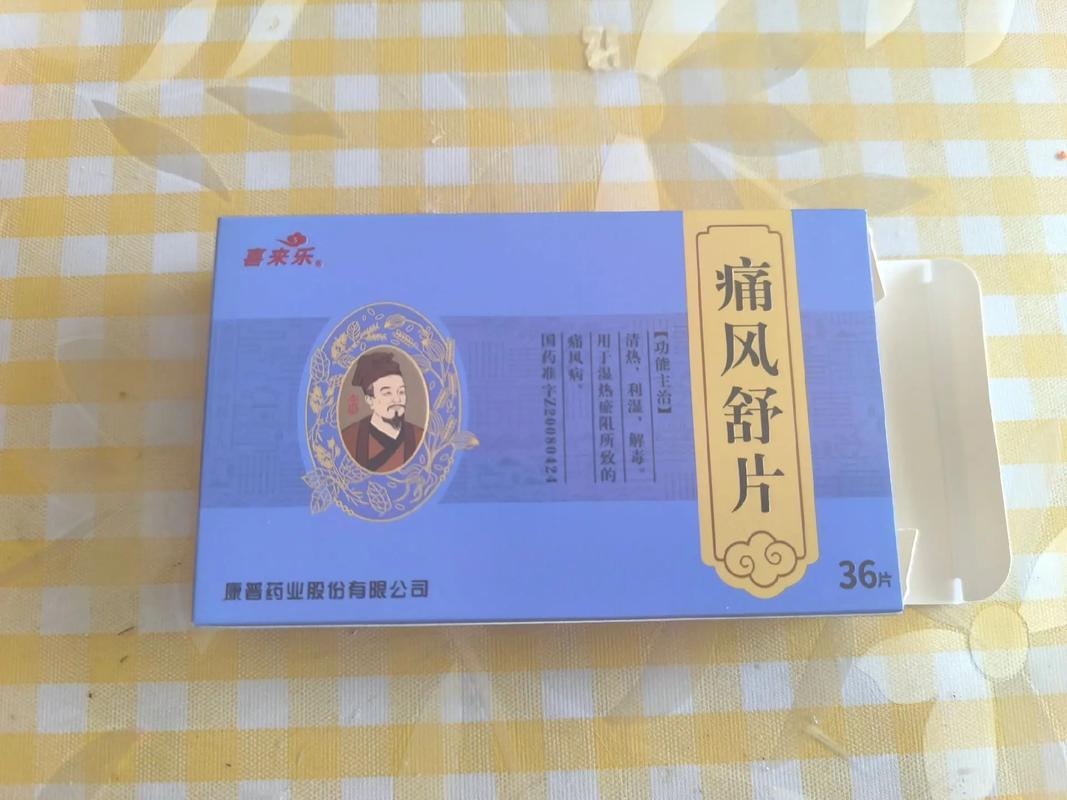 喜来乐
痛风舒片
【功能主治】
清热，利湿，解毒。
用于湿热瘀阻所致的
痛风病。
国药准字Z20080424
康普药业股份有限公司
36片